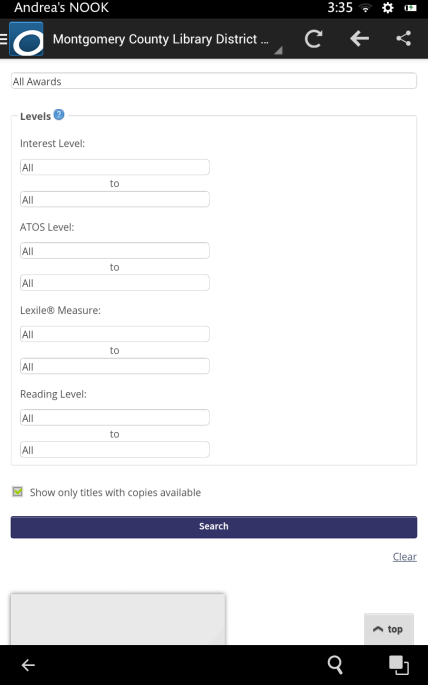 Andrea's NOOK 3:35
Montgomery County Library District ...
All Awards
Levels ?
Interest Level:
All
to
All
ATOS Level:
All
to
All
Lexile® Measure:
All
to
All
Reading Level:
All
to
All
Show only titles with copies available
Search
Clear
top